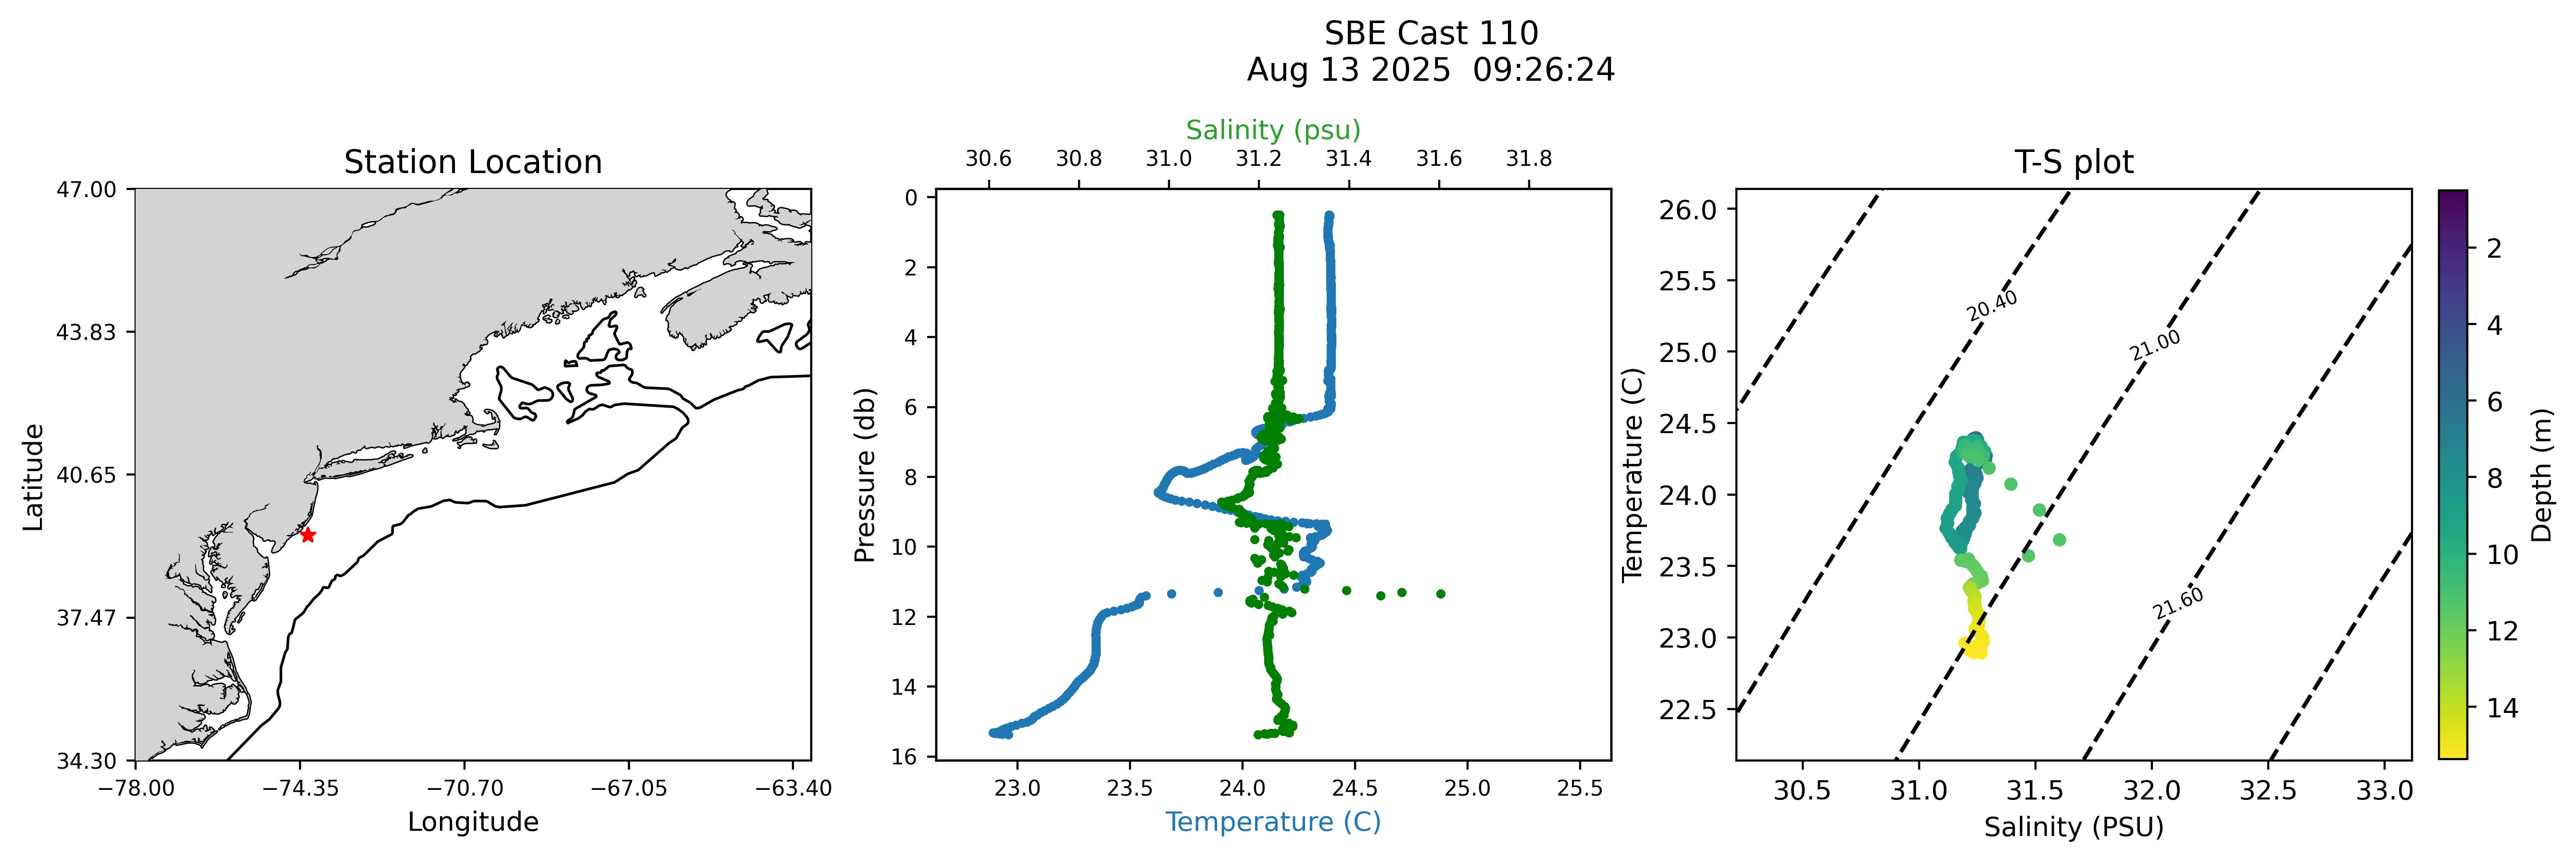 SBE Cast 110
Aug 13 2025  09:26:24
Station Location
47.00
43.83
40.65
37.47
34.30
Latitude
−78.00 −74.35 −70.70 −67.05 −63.40
Longitude
Salinity (psu)
30.6 30.8 31.0 31.2 31.4 31.6 31.8
0
2
4
6
8
10
12
14
16
Pressure (db)
23.0 23.5 24.0 24.5 25.0 25.5
Temperature (C)
T-S plot
26.0
25.5
25.0
24.5
24.0
23.5
23.0
22.5
Temperature (C)
20.40
21.00
21.60
30.5 31.0 31.5 32.0 32.5 33.0
Salinity (PSU)
2
4
6
8
10
12
14
Depth (m)